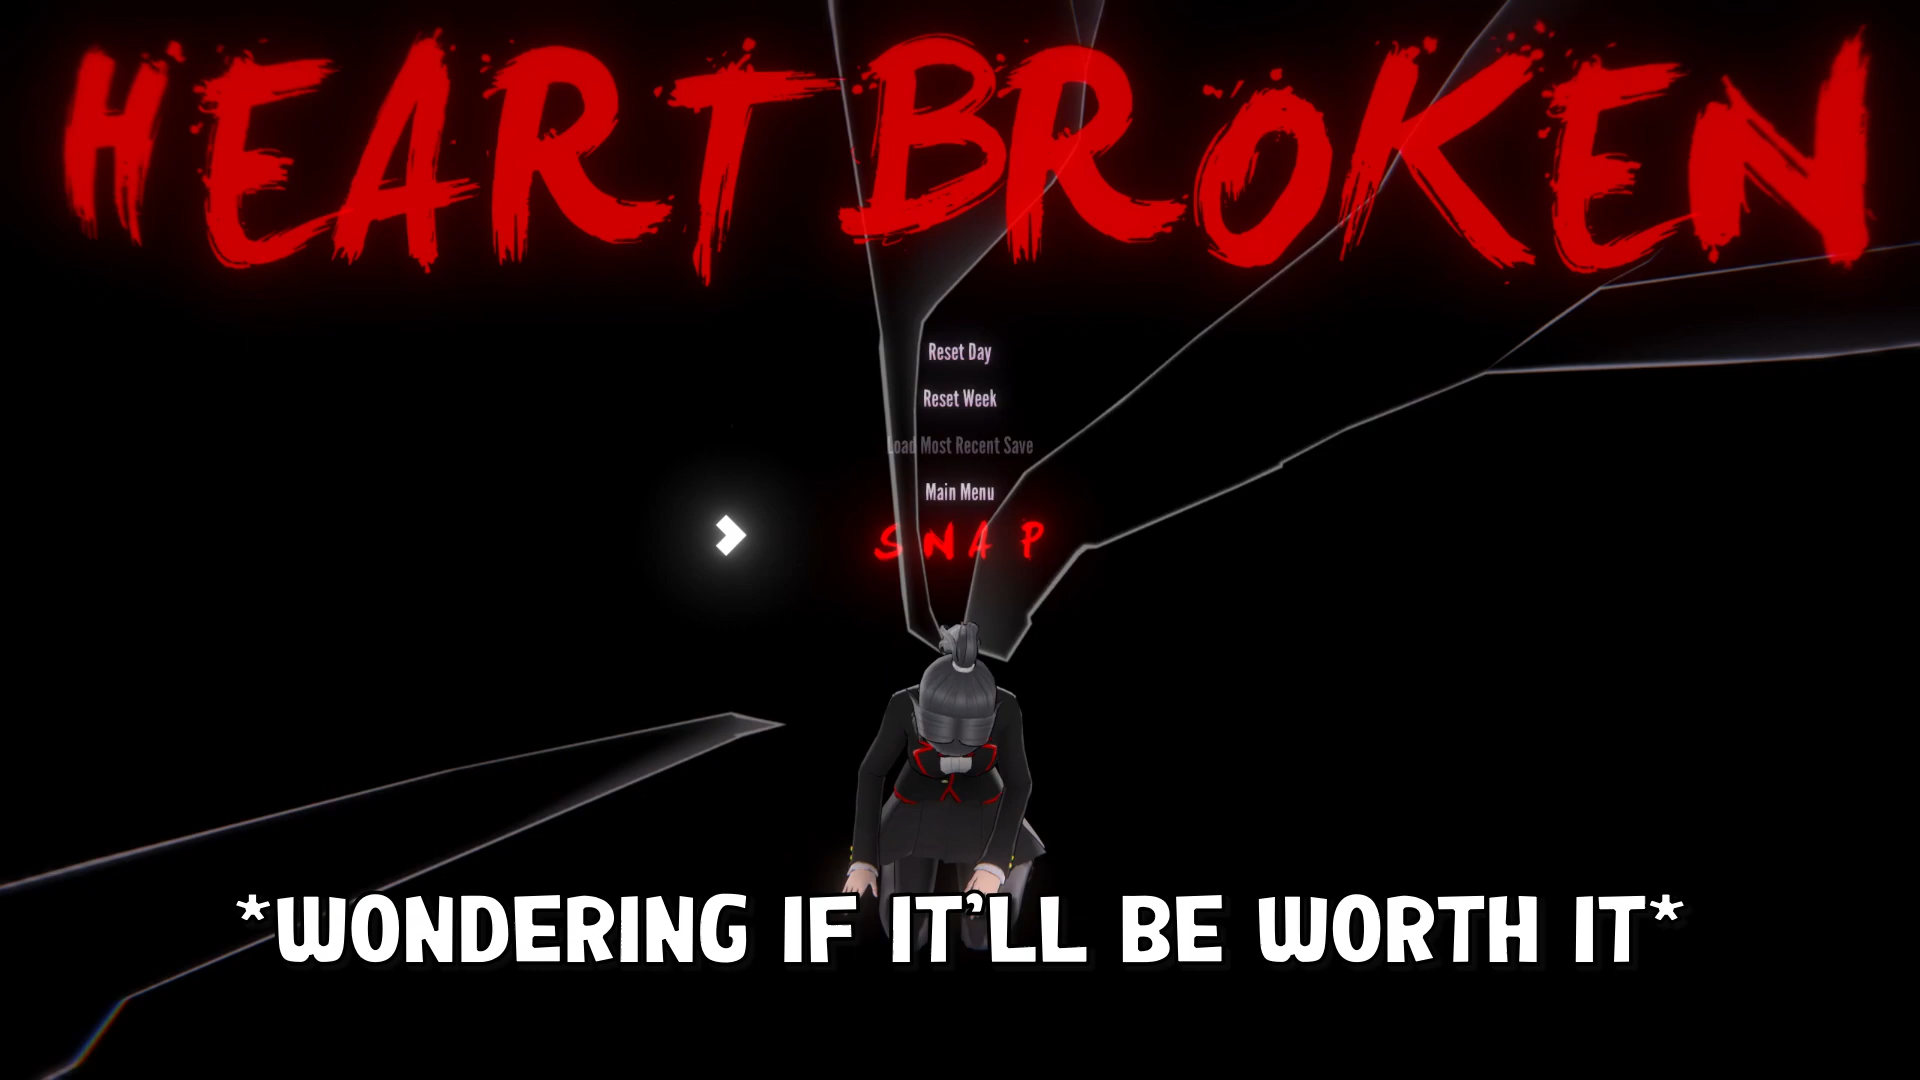 HEARTBROKEN
Reset Day
Reset Week
Load Most Recent Save
Main Menu
SNAP
*WONDERING IF IT'LL BE WORTH IT*